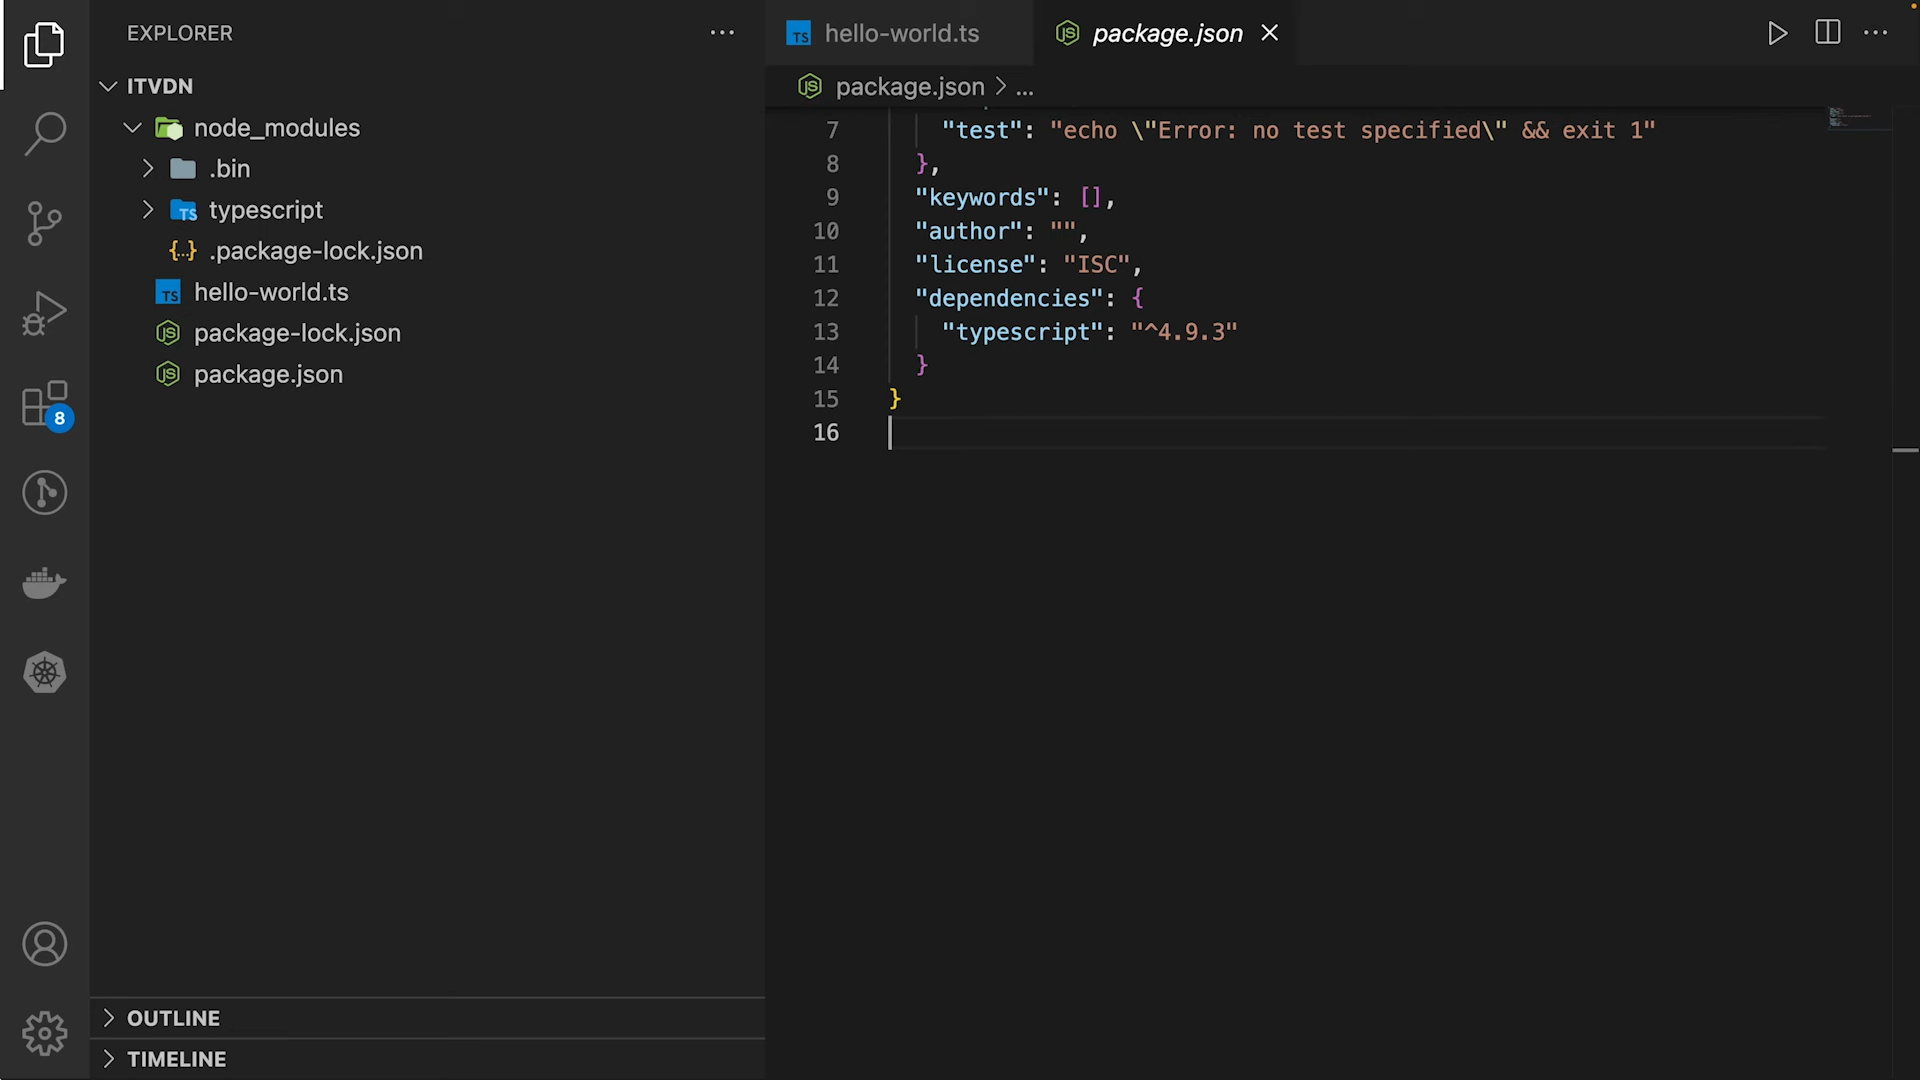 EXPLORER
ITVDN
node_modules
.bin
typescript
.package-lock.json
hello-world.ts
package-lock.json
package.json
OUTLINE
TIMELINE
8
hello-world.ts
package.json
package.json > ...
7 "test": "echo \"Error: no test specified\" && exit 1"
8 },
9 "keywords": [],
10 "author": "",
11 "license": "ISC",
12 "dependencies": {
13 "typescript": "^4.9.3"
14 }
15 }
16